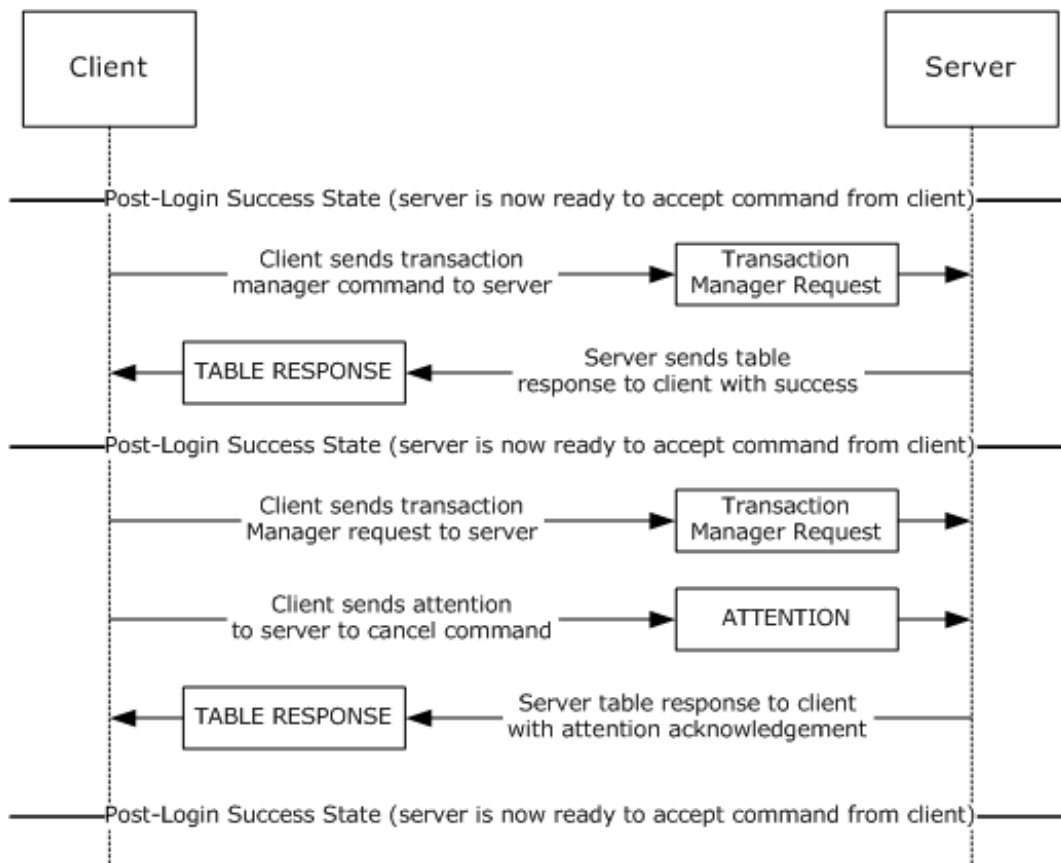 Client
Server
Post-Login Success State (server is now ready to accept command from client)
Client sends transaction
manager command to server
Transaction
Manager Request
TABLE RESPONSE
Server sends table
response to client with success
Post-Login Success State (server is now ready to accept command from client)
Client sends transaction
Manager request to server
Transaction
Manager Request
Client sends attention
to server to cancel command
ATTENTION
TABLE RESPONSE
Server table response to client
with attention acknowledgement
Post-Login Success State (server is now ready to accept command from client)